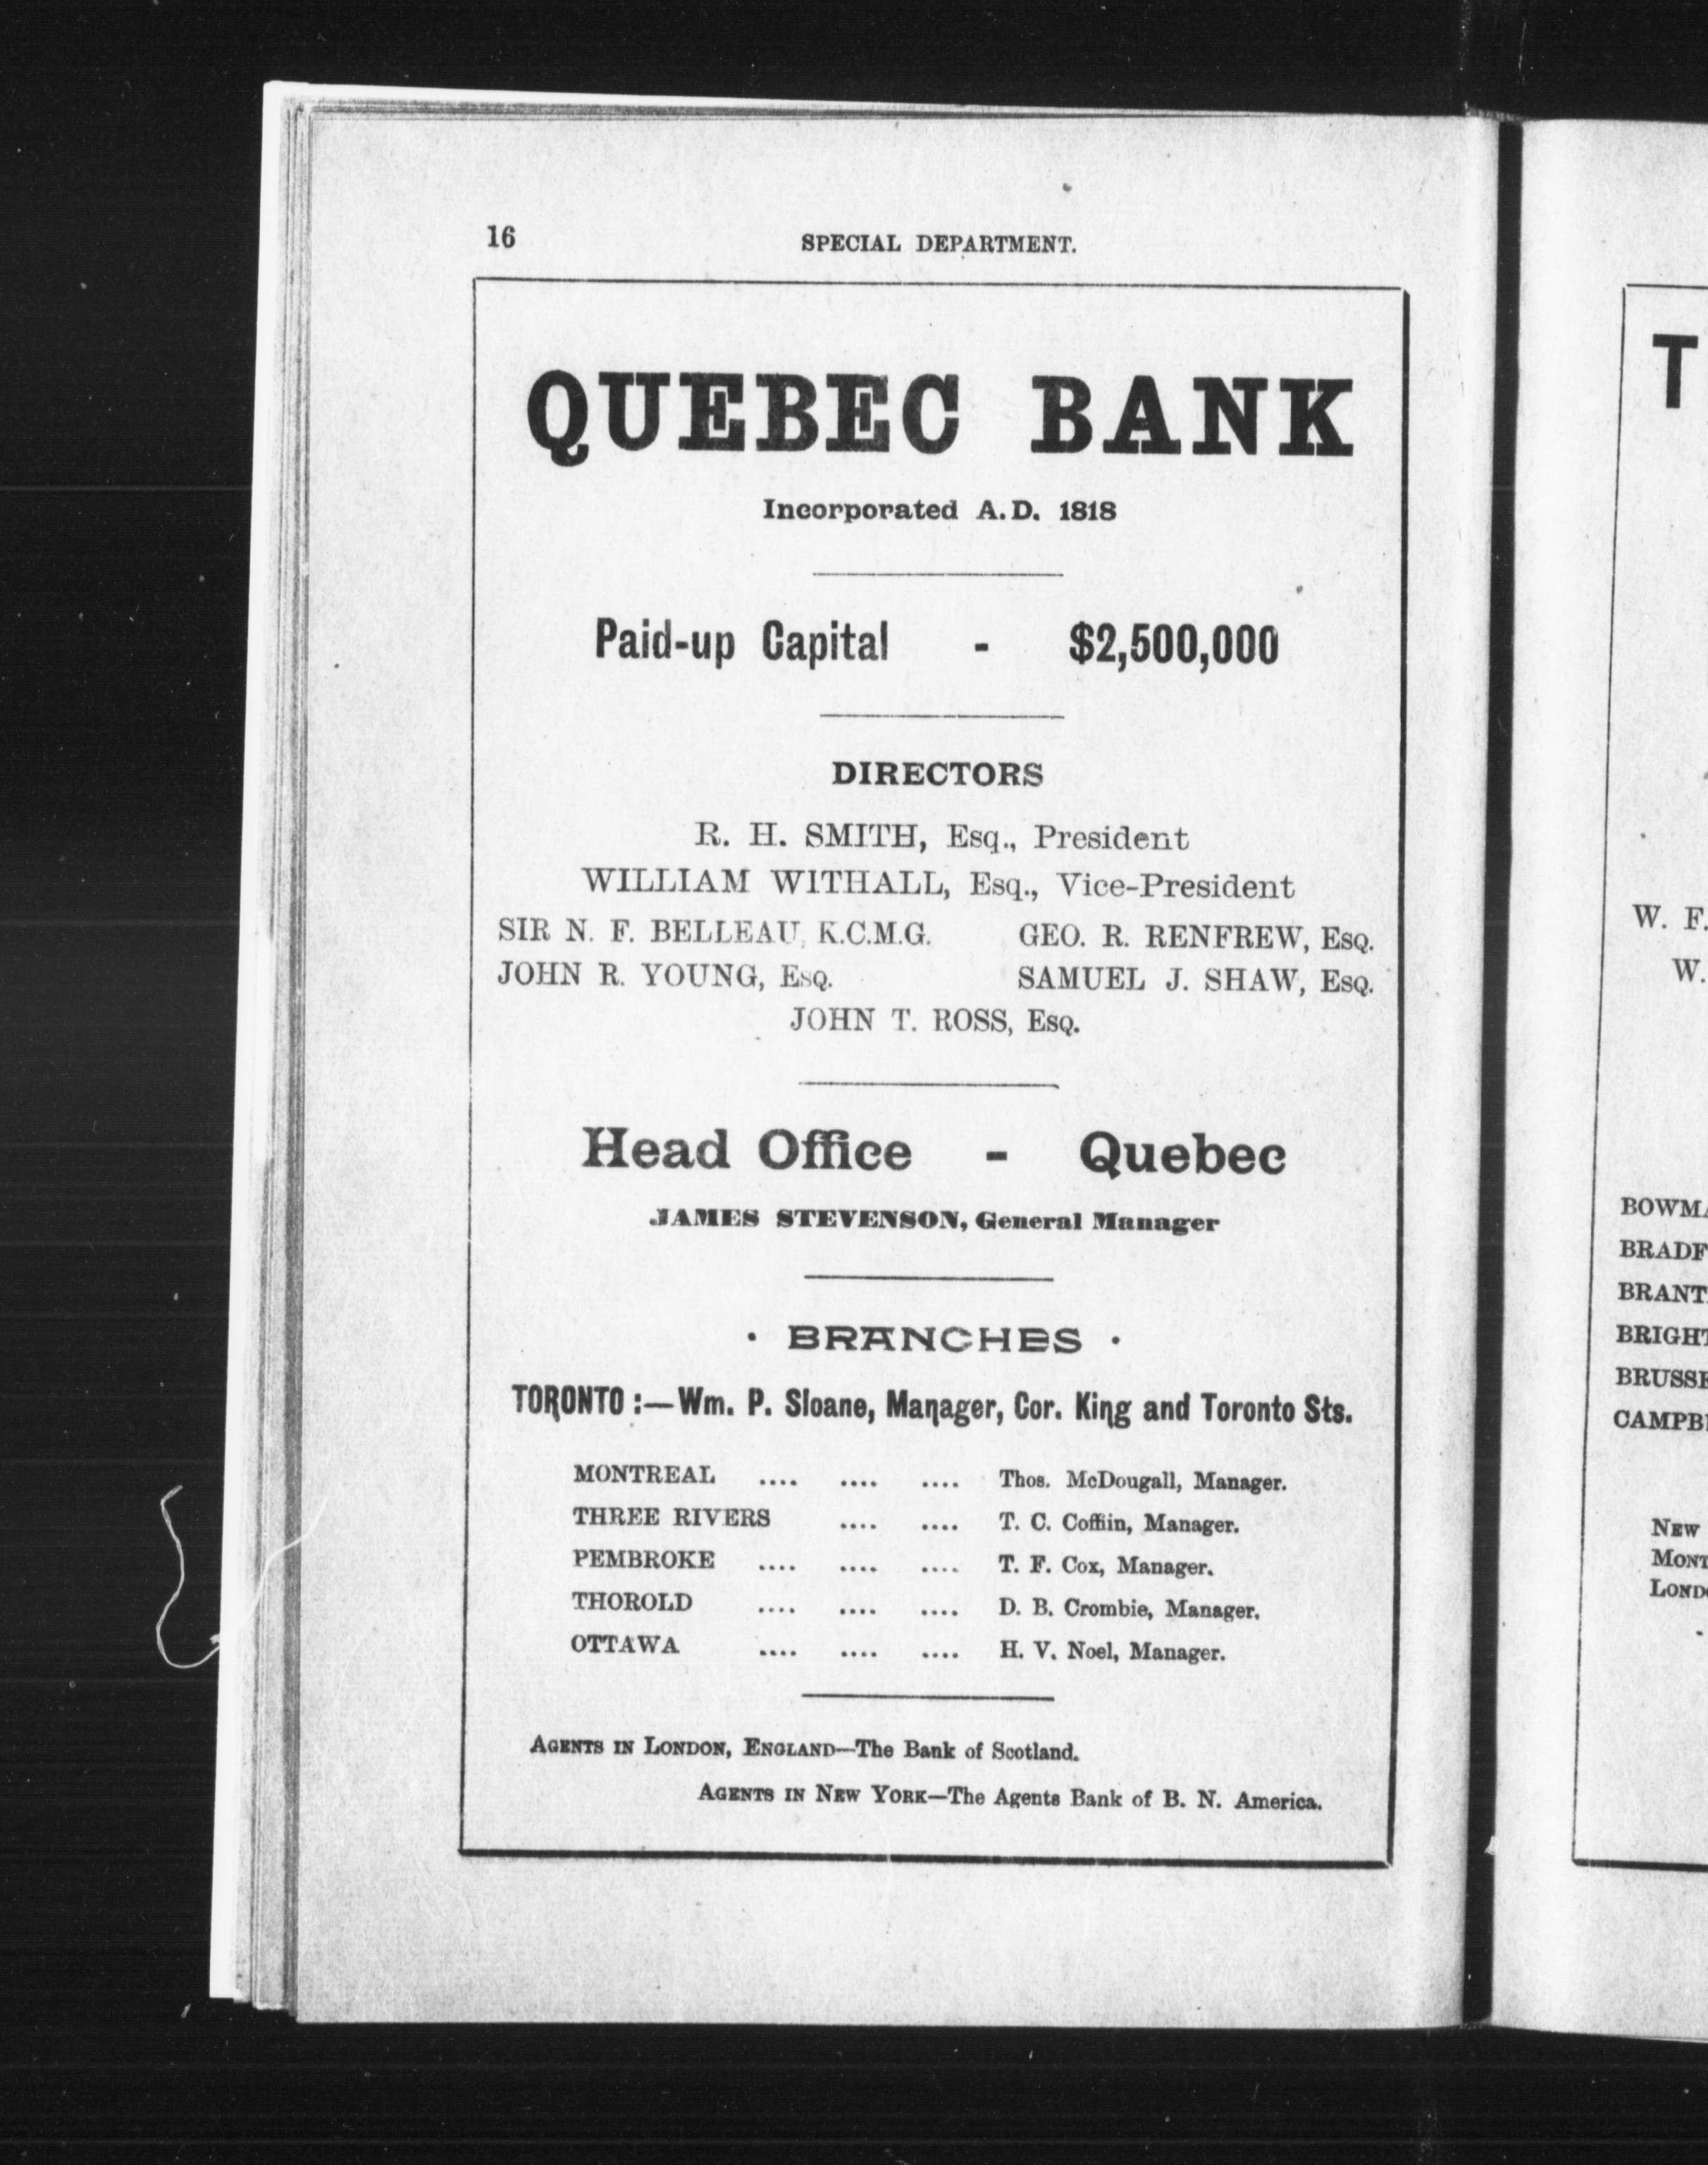 16 SPECIAL DEPARTMENT.
QUEBEC BANK
Incorporated A.D. 1818
Paid-up Capital - $2,500,000
DIRECTORS
R. H. SMITH, Esq., President
WILLIAM WITHALL, Esq., Vice-President
SIR N. F. BELLEAU, K.C.M.G. GEO. R. RENFREW, Esq.
JOHN R. YOUNG, Esq. SAMUEL J. SHAW, Esq.
JOHN T. ROSS, Esq.
Head Office - Quebec
JAMES STEVENSON, General Manager
· BRANCHES ·
TORONTO :—Wm. P. Sloane, Manager, Cor. King and Toronto Sts.
MONTREAL .... .... .... Thos. McDougall, Manager.
THREE RIVERS .... .... T. C. Coffiin, Manager.
PEMBROKE .... .... .... T. F. Cox, Manager.
THOROLD .... .... .... D. B. Crombie, Manager.
OTTAWA .... .... .... H. V. Noel, Manager.
AGENTS IN LONDON, ENGLAND—The Bank of Scotland.
AGENTS IN NEW YORK—The Agents Bank of B. N. America.
T
W. F.
W.
BOWMA
BRADF
BRANT
BRIGHT
BRUSSE
CAMPB
NEW
MONT
LOND